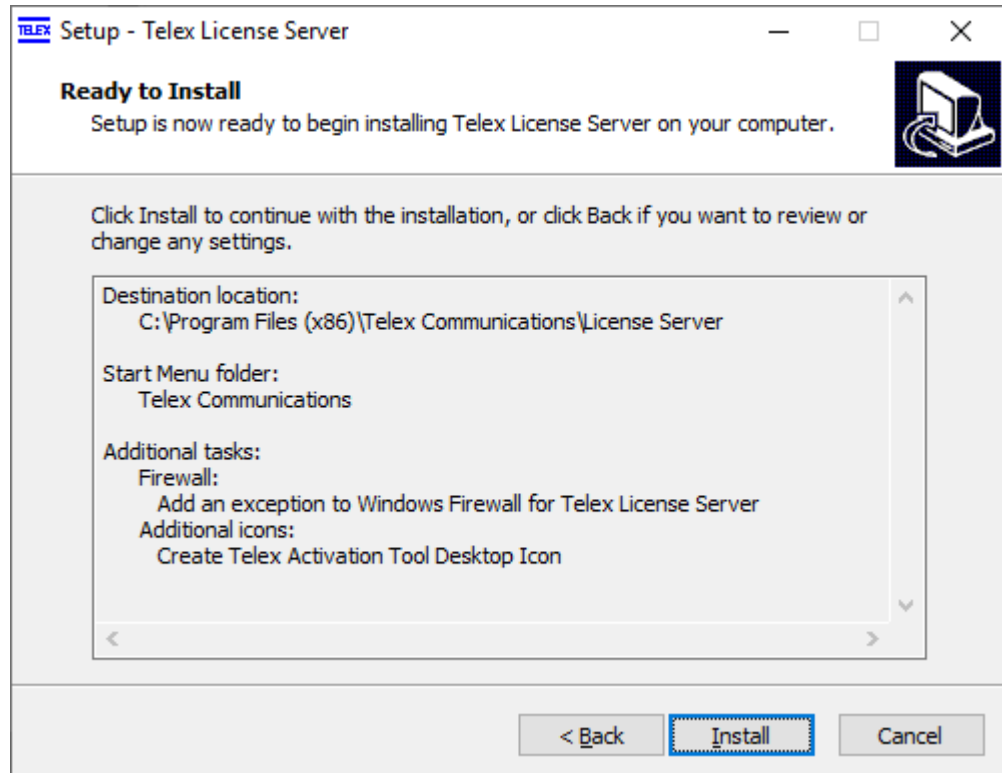 TELEX Setup - Telex License Server
Ready to Install
Setup is now ready to begin installing Telex License Server on your computer.
Click Install to continue with the installation, or click Back if you want to review or
change any settings.
Destination location:
C:\Program Files (x86)\Telex Communications\License Server
Start Menu folder:
Telex Communications
Additional tasks:
Firewall:
Add an exception to Windows Firewall for Telex License Server
Additional icons:
Create Telex Activation Tool Desktop Icon
< Back Install Cancel